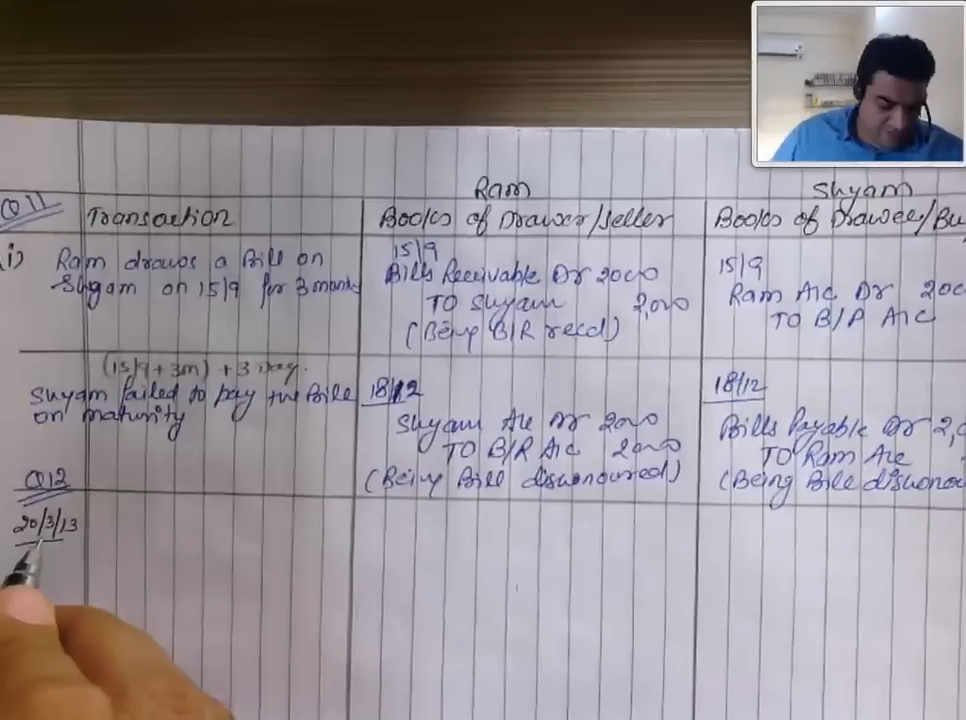 Ram
Shyam
Q11
Transaction
Books of Drawer/seller
Books of Drawee/Bu
i)
Ram draws a Bill on
Shyam on 15/9 for 3 months
15/9
Bills Receivable Dr 2000
To Shyam 2,000
(Being B/R recd)
15/9
Ram A/c Dr 200
To B/P A/c
(15/9 + 3m) + 3 Day.
Shyam failed to pay the Bill
on maturity
18/12
Shyam A/c Dr 2000
To B/R A/c 2000
(Being Bill dishonoured)
18/12
Bills Payable Dr 2,0
To Ram A/c
(Being Bill dishono
Q12
20/3/13